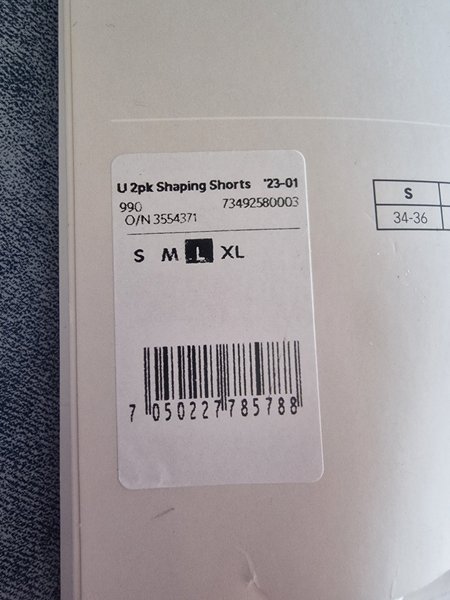 U 2pk Shaping Shorts '23-01
990 73492580003
O/N 3554371
S M L XL
7 050227 785788
S
34-36